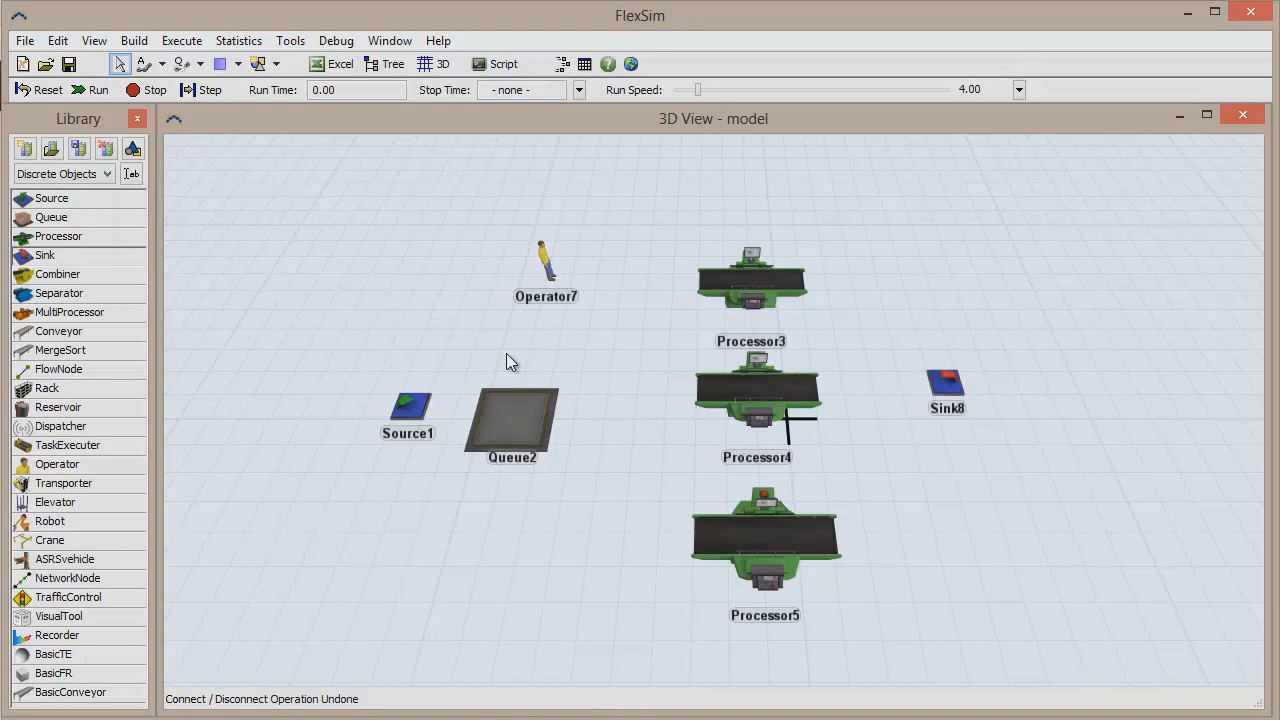 FlexSim
File Edit View Build Execute Statistics Tools Debug Window Help
Excel Tree 3D Script
Reset Run Stop Step Run Time: 0.00 Stop Time: - none - Run Speed: 4.00
Library
3D View - model
Discrete Objects
Source
Queue
Processor
Sink
Combiner
Separator
MultiProcessor
Conveyor
MergeSort
FlowNode
Rack
Reservoir
Dispatcher
TaskExecuter
Operator
Transporter
Elevator
Robot
Crane
ASRSvehicle
NetworkNode
TrafficControl
VisualTool
Recorder
BasicTE
BasicFR
BasicConveyor
Operator7
Processor3
Source1
Queue2
Processor4
Sink8
Processor5
Connect / Disconnect Operation Undone